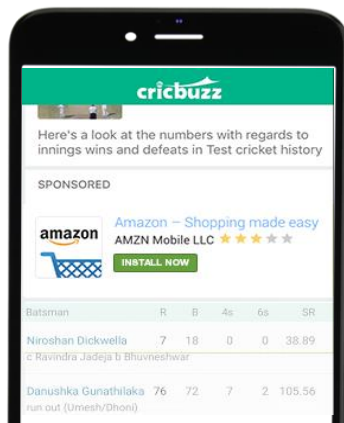 cricbuzz
Here's a look at the numbers with regards to
innings wins and defeats in Test cricket history
SPONSORED
amazon
Amazon – Shopping made easy
AMZN Mobile LLC
INSTALL NOW
Batsman R B 4s 6s SR
Niroshan Dickwella 7 18 0 0 38.89
c Ravindra Jadeja b Bhuvneshwar
Danushka Gunathilaka 76 72 7 2 105.56
run out (Umesh/Dhoni)